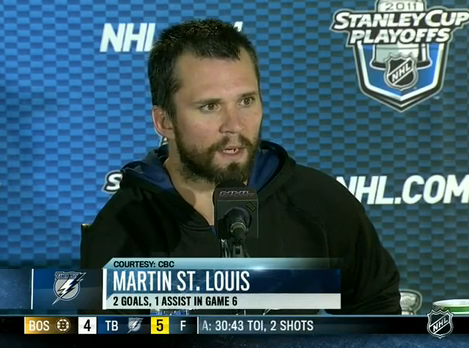 NHL
2011
STANLEY CUP
PLAYOFFS
NHL
NHL.COM
COURTESY: CBC
MARTIN ST. LOUIS
2 GOALS, 1 ASSIST IN GAME 6
BOS 4 TB 5 F A: 30:43 TOI, 2 SHOTS
NHL